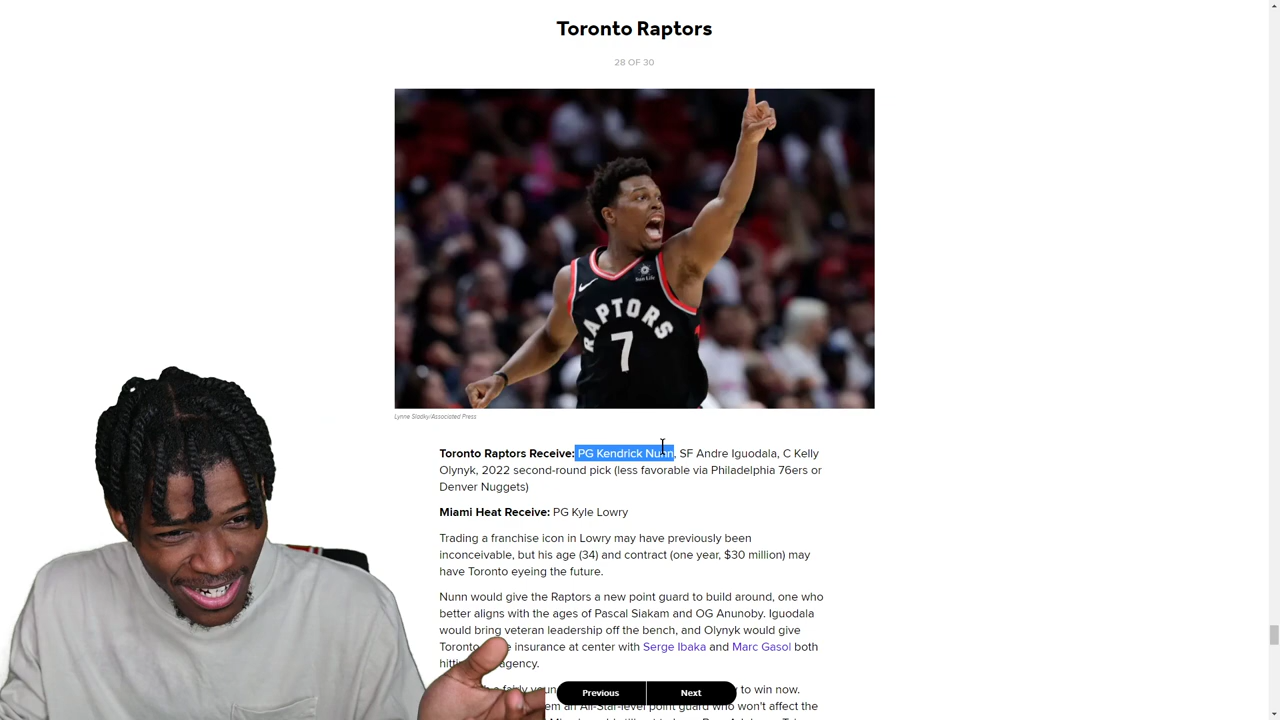 Toronto Raptors
28 OF 30
Sun Life
RAPTORS
7
Lynne Sladky/Associated Press
Toronto Raptors Receive: PG Kendrick Nunn, SF Andre Iguodala, C Kelly
Olynyk, 2022 second-round pick (less favorable via Philadelphia 76ers or
Denver Nuggets)
Miami Heat Receive: PG Kyle Lowry
Trading a franchise icon in Lowry may have previously been
inconceivable, but his age (34) and contract (one year, $30 million) may
have Toronto eyeing the future.
Nunn would give the Raptors a new point guard to build around, one who
better aligns with the ages of Pascal Siakam and OG Anunoby. Iguodala
would bring veteran leadership off the bench, and Olynyk would give
Toronto insurance at center with Serge Ibaka and Marc Gasol both
agency.
to win now.
an All-Star-level point guard who won't affect the
Previous
Next